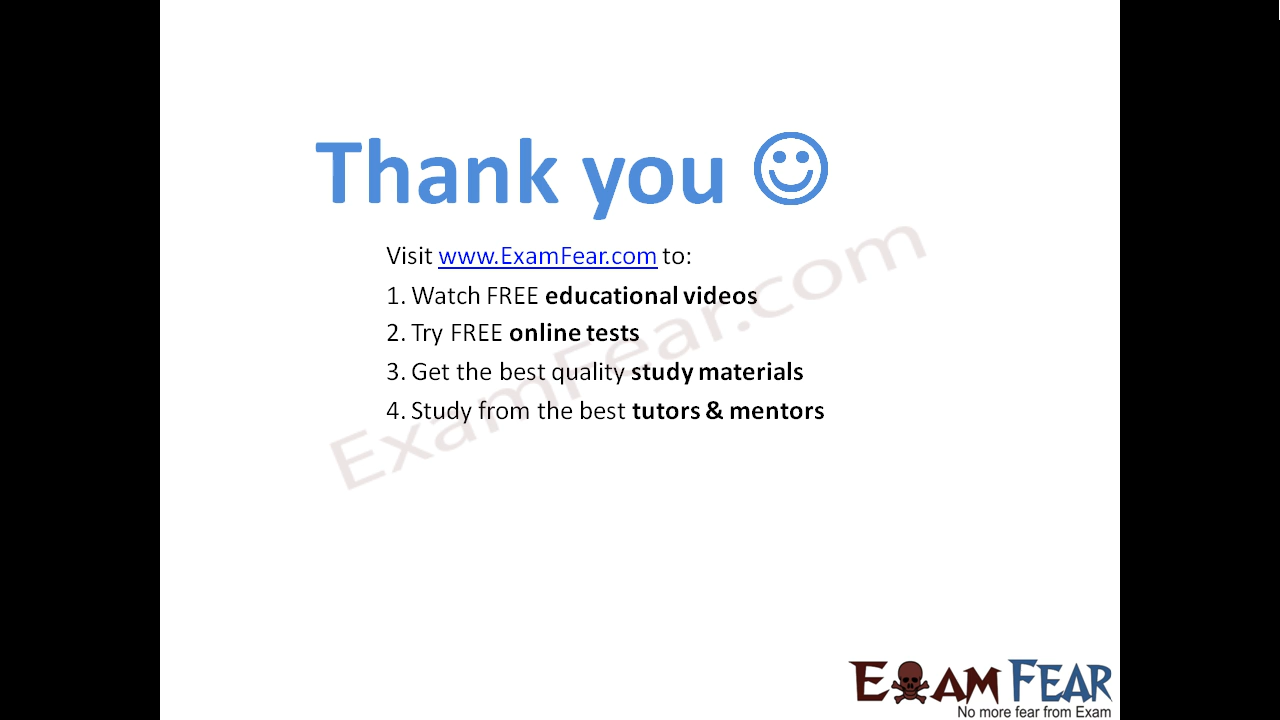 Thank you ☺
Visit www.ExamFear.com to:
1. Watch FREE educational videos
2. Try FREE online tests
3. Get the best quality study materials
4. Study from the best tutors & mentors
ExamFear.com
EXAM FEAR
No more fear from Exam